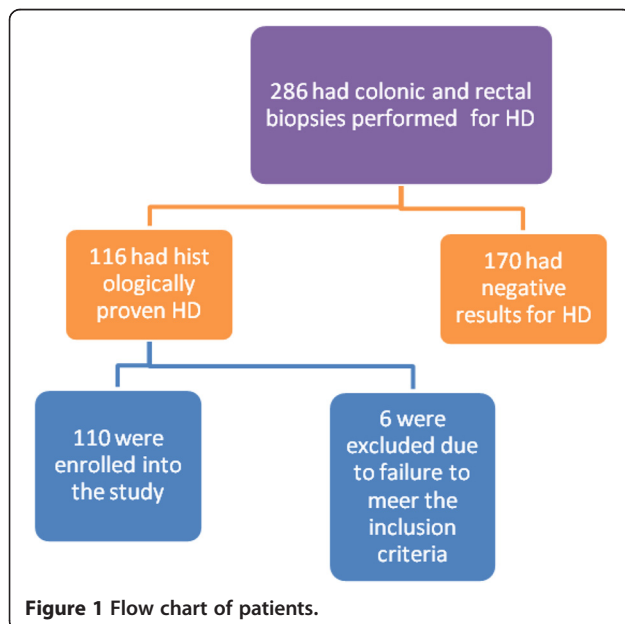 286 had colonic and rectal
biopsies performed for HD
116 had hist
ologically
proven HD
170 had
negative
results for HD
110 were
enrolled into
the study
6 were
excluded due
to failure to
meer the
inclusion
criteria
Figure 1 Flow chart of patients.